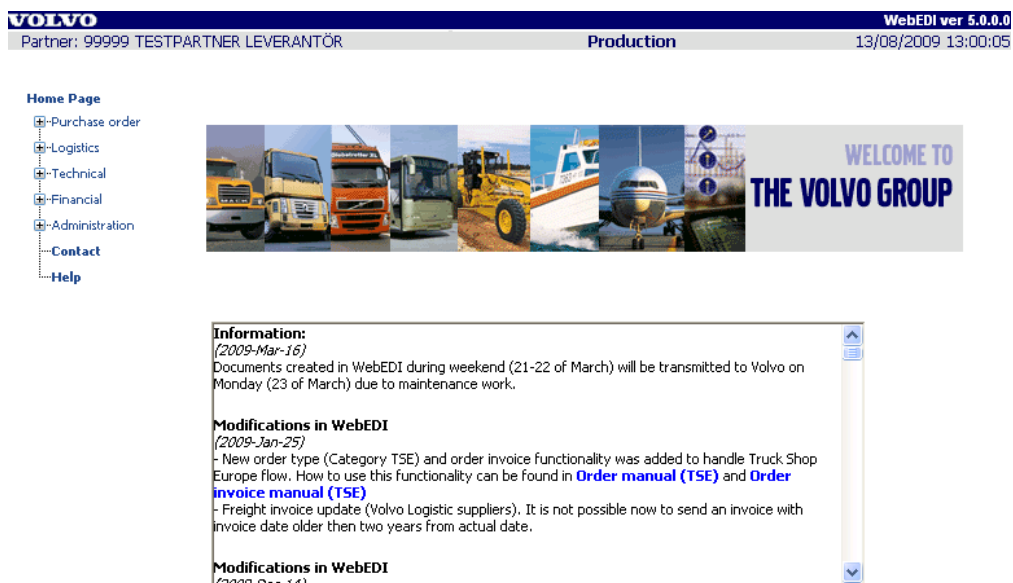 VOLVO
WebEDI ver 5.0.0.0
Partner: 99999 TESTPARTNER LEVERANTÖR
Production
13/08/2009 13:00:05
Home Page
Purchase order
Logistics
Technical
Financial
Administration
Contact
Help
MACK
Globetrotter XL
WELCOME TO
THE VOLVO GROUP
Information:
(2009-Mar-16)
Documents created in WebEDI during weekend (21-22 of March) will be transmitted to Volvo on
Monday (23 of March) due to maintenance work.
Modifications in WebEDI
(2009-Jan-25)
- New order type (Category TSE) and order invoice functionality was added to handle Truck Shop
Europe flow. How to use this functionality can be found in Order manual (TSE) and Order
invoice manual (TSE)
- Freight invoice update (Volvo Logistic suppliers). It is not possible now to send an invoice with
invoice date older then two years from actual date.
Modifications in WebEDI